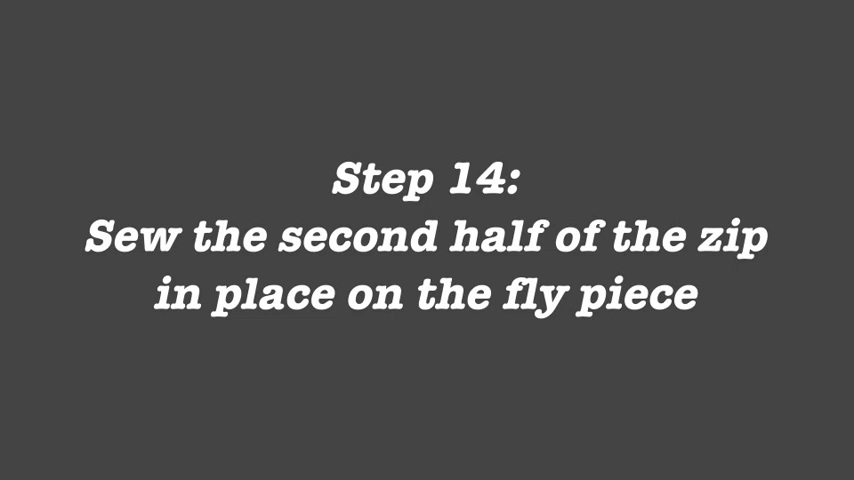 Step 14:
Sew the second half of the zip
in place on the fly piece